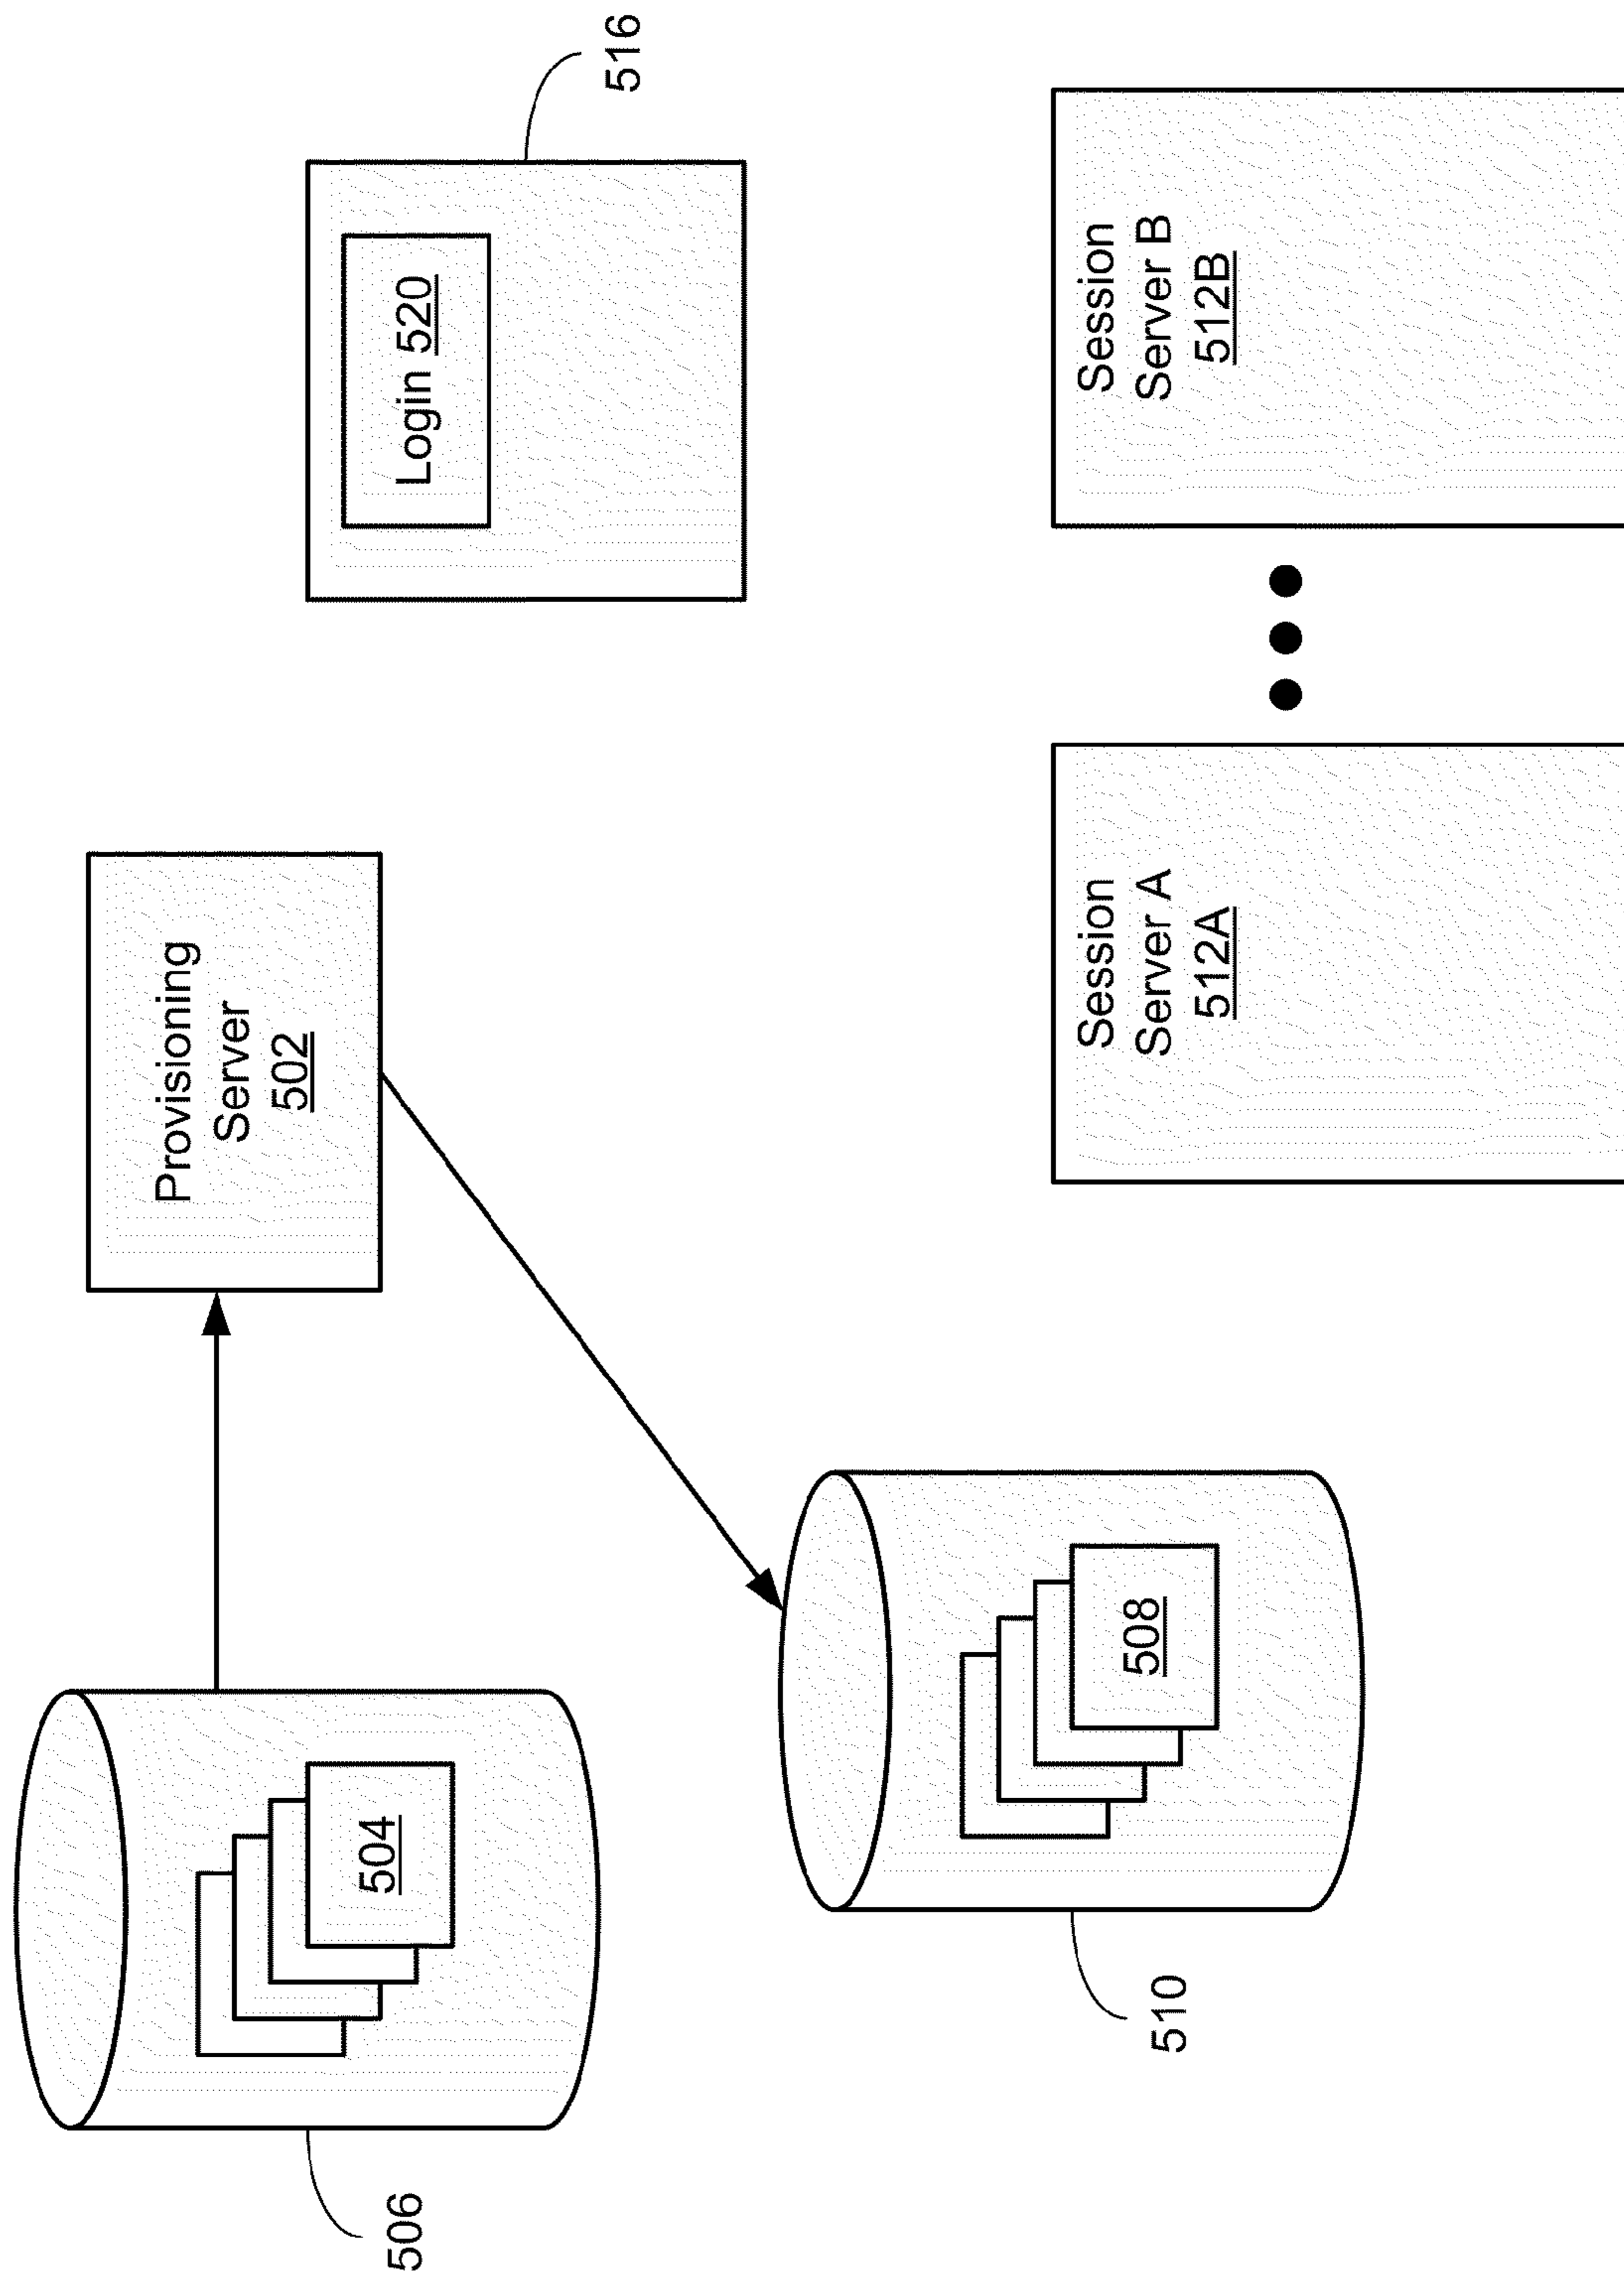 Provisioning
Server
502
516
Login 520
506
504
510
508
Session
Server A
512A
Session
Server B
512B